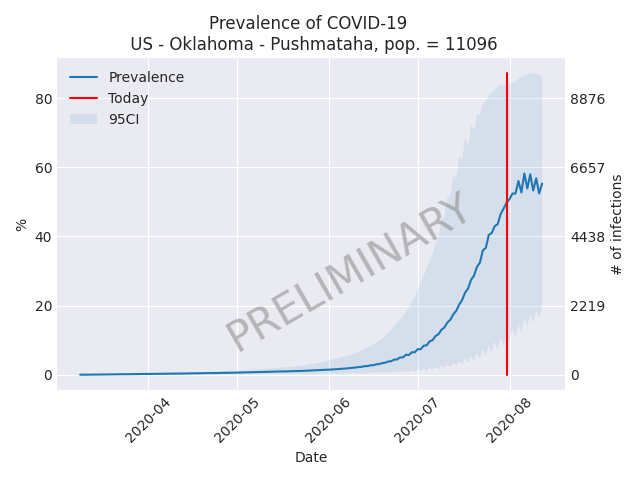 Prevalence of COVID-19
US - Oklahoma - Pushmataha, pop. = 11096
Prevalence
Today
95CI
PRELIMINARY
%
80
60
40
20
0
8876
6657
4438
2219
0
# of infections
2020-04
2020-05
2020-06
2020-07
2020-08
Date